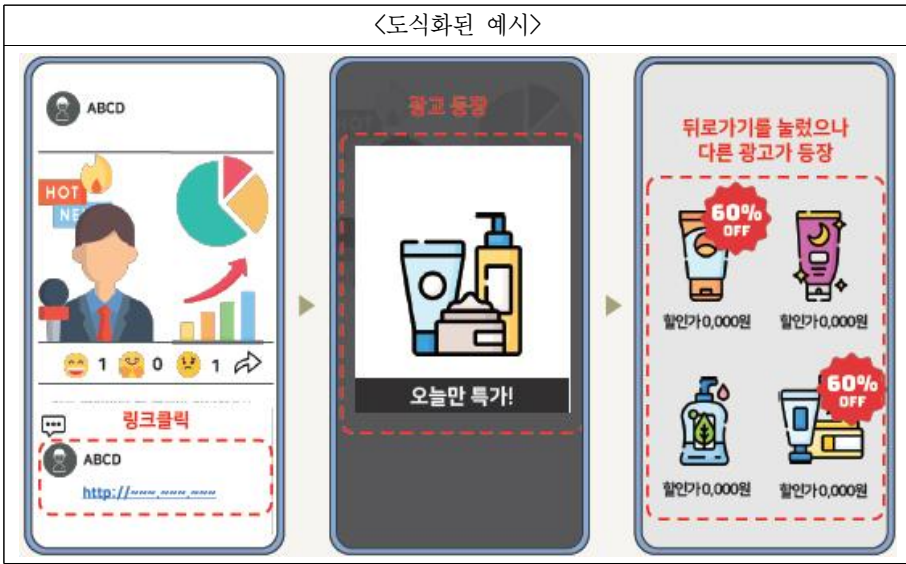 <도식화된 예시>
ABCD
HOT
NE
1 0 1
링크클릭
ABCD
http://~~~.~~~.~~~
광고 등장
오늘만 특가!
뒤로가기를 눌렀으나
다른 광고가 등장
60%
OFF
할인가0,000원 할인가0,000원
60%
OFF
할인가0,000원 할인가0,000원